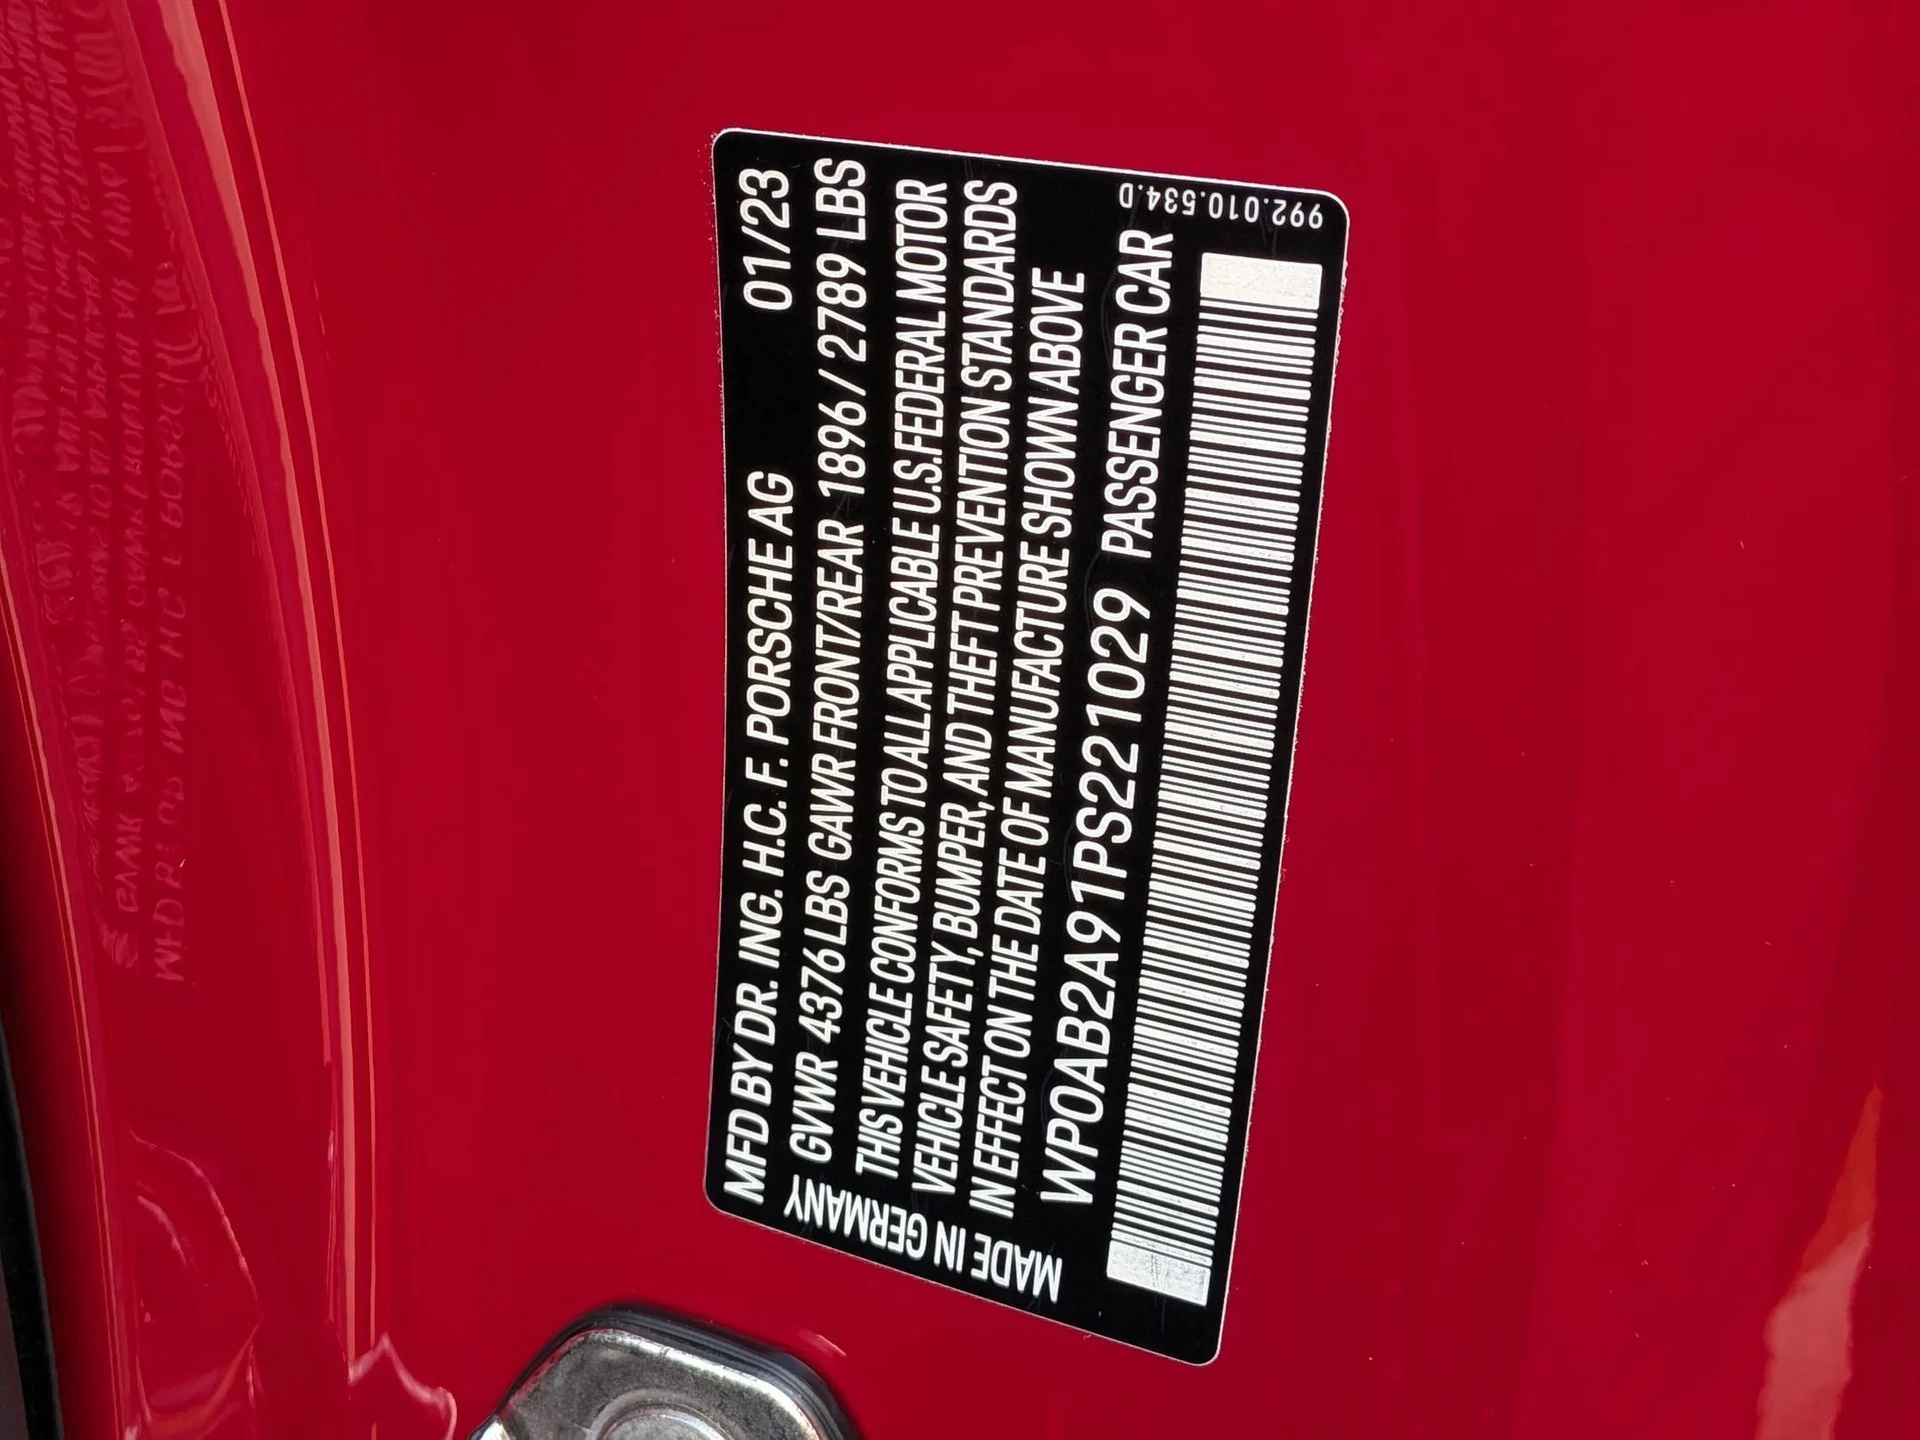 MFD BY DR. ING. H.C. F. PORSCHE AG 01/23
GVWR 4376 LBS GAWR FRONT/REAR 1896 / 2789 LBS
THIS VEHICLE CONFORMS TO ALL APPLICABLE U.S. FEDERAL MOTOR
VEHICLE SAFETY, BUMPER, AND THEFT PREVENTION STANDARDS
IN EFFECT ON THE DATE OF MANUFACTURE SHOWN ABOVE
WP0AB2A91PS221029 PASSENGER CAR
MADE IN GERMANY
992.010.534.D